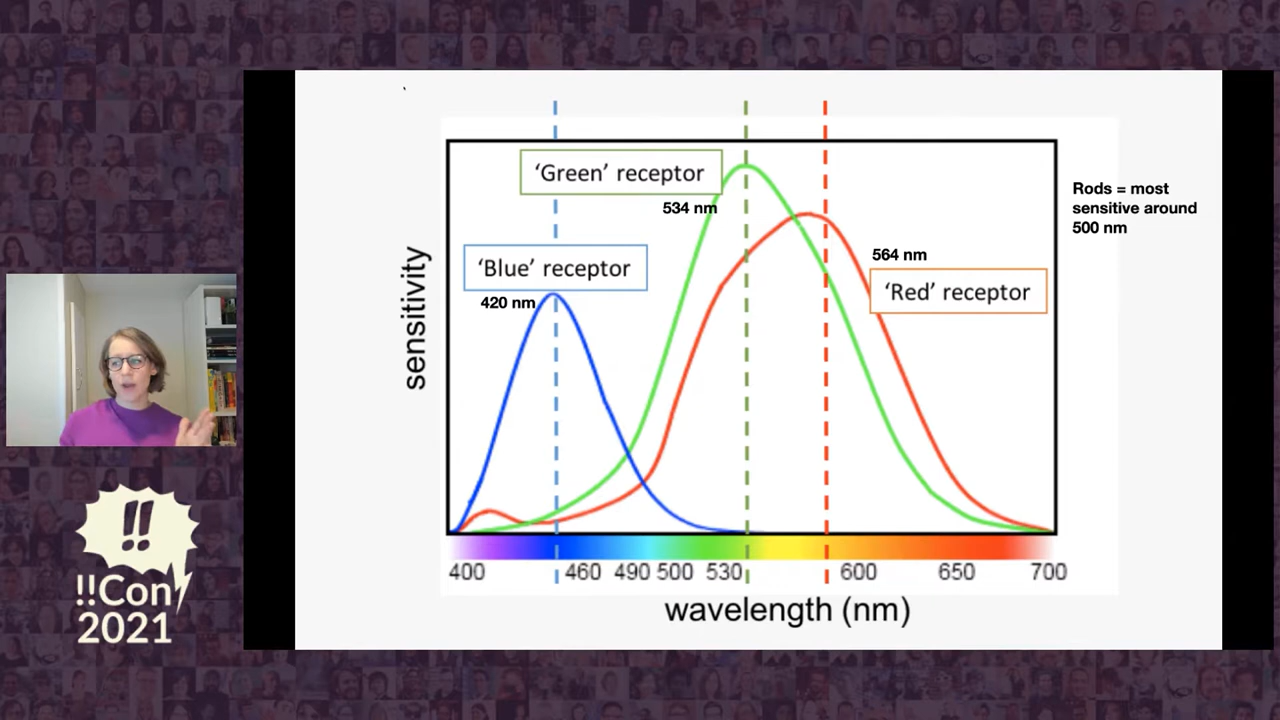 ‘Green’ receptor
534 nm
‘Blue’ receptor
420 nm
564 nm
‘Red’ receptor
Rods = most
sensitive around
500 nm
sensitivity
400 460 490 500 530 600 650 700
wavelength (nm)
!!
!!Con
2021